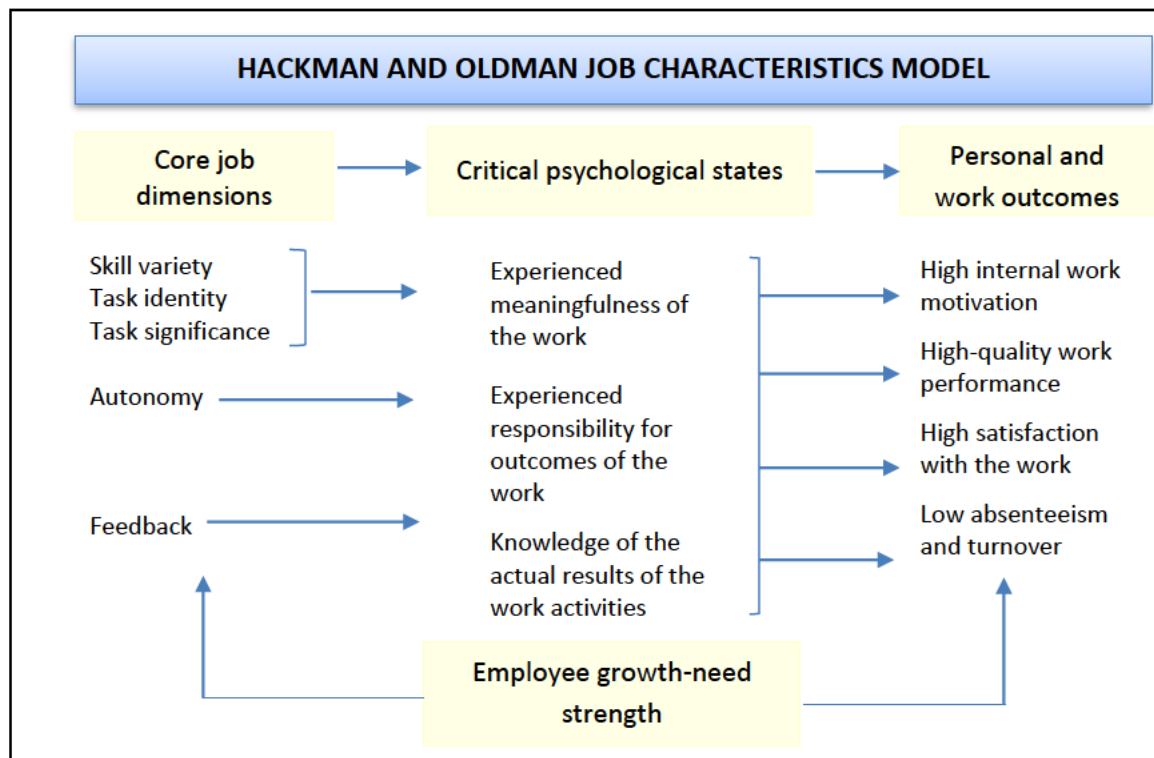 HACKMAN AND OLDMAN JOB CHARACTERISTICS MODEL
Core job
dimensions
Critical psychological states
Personal and
work outcomes
Skill variety
Task identity
Task significance
Autonomy
Feedback
Experienced
meaningfulness of
the work
Experienced
responsibility for
outcomes of the
work
Knowledge of the
actual results of the
work activities
High internal work
motivation
High-quality work
performance
High satisfaction
with the work
Low absenteeism
and turnover
Employee growth-need
strength